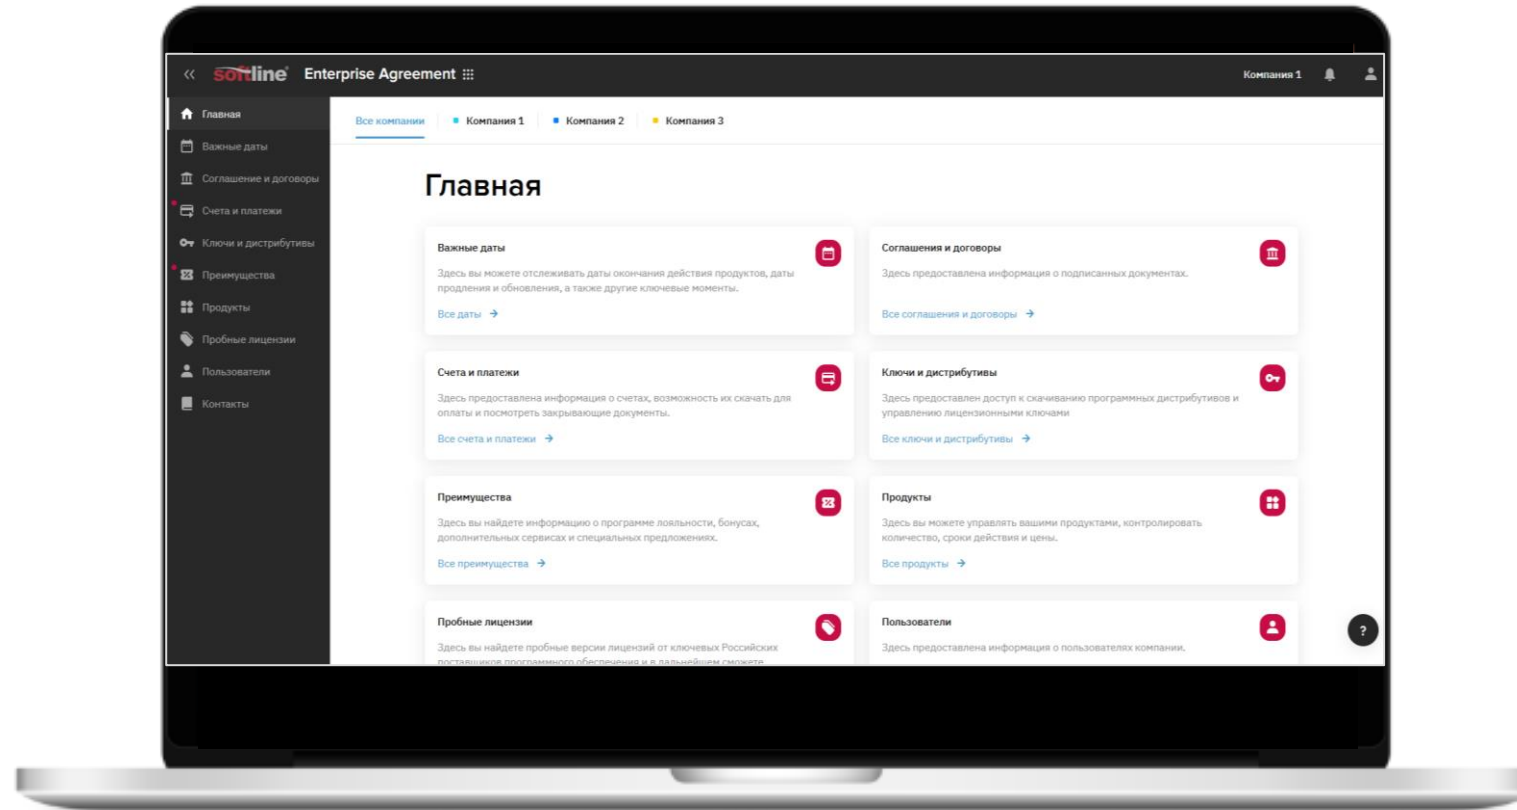 softline Enterprise Agreement
Компания 1
Главная
Важные даты
Соглашение и договоры
Счета и платежи
Ключи и дистрибутивы
Преимущества
Продукты
Пробные лицензии
Пользователи
Контакты
Все компании Компания 1 Компания 2 Компания 3
Главная
Важные даты
Здесь вы можете отслеживать даты окончания действия продуктов, даты
продления и обновления, а также другие ключевые моменты.
Все даты →
Соглашения и договоры
Здесь предоставлена информация о подписанных документах.
Все соглашения и договоры →
Счета и платежи
Здесь предоставлена информация о счетах, возможность их скачать для
оплаты и посмотреть закрывающие документы.
Все счета и платежи →
Ключи и дистрибутивы
Здесь предоставлен доступ к скачиванию программных дистрибутивов и
управлению лицензионными ключами
Все ключи и дистрибутивы →
Преимущества
Здесь вы найдете информацию о программе лояльности, бонусах,
дополнительных сервисах и специальных предложениях.
Все преимущества →
Продукты
Здесь вы можете управлять вашими продуктами, контролировать
количество, сроки действия и цены.
Все продукты →
Пробные лицензии
Здесь вы найдете пробные версии лицензий от ключевых Российских
поставщиков программного обеспечения и в дальнейшем сможете
Пользователи
Здесь предоставлена информация о пользователях компании.
?